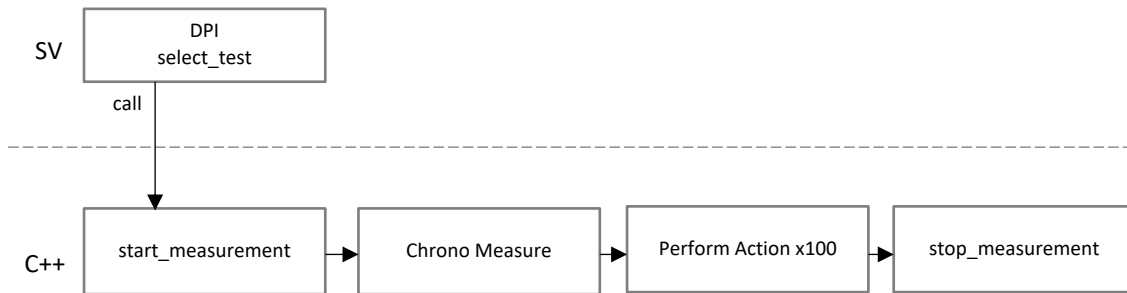 DPI
select_test
SV
call
start_measurement
Chrono Measure
Perform Action x100
stop_measurement
C++